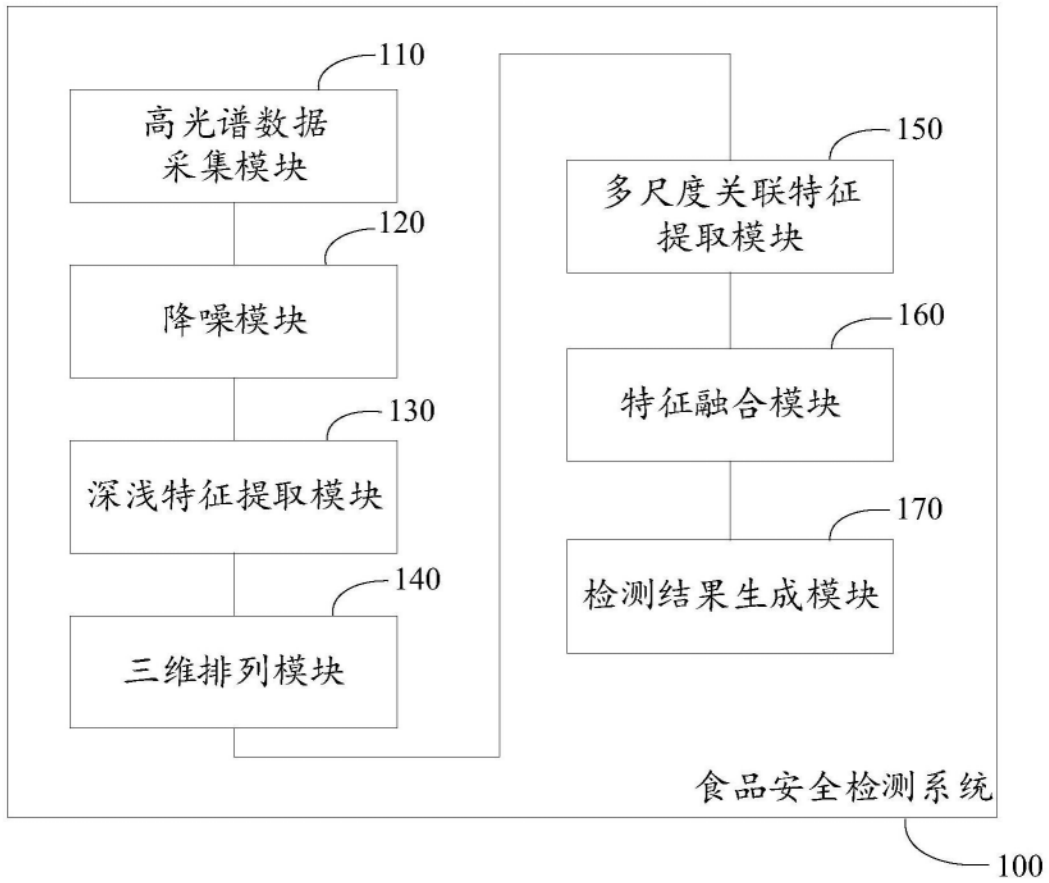 110
高光谱数据
采集模块
120
降噪模块
130
深浅特征提取模块
140
三维排列模块
150
多尺度关联特征
提取模块
160
特征融合模块
170
检测结果生成模块
食品安全检测系统
100